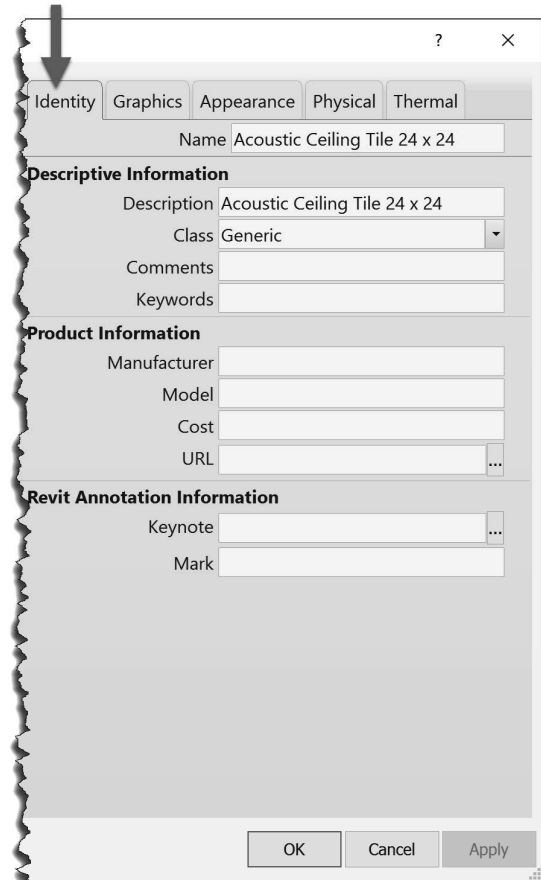 ?
Identity Graphics Appearance Physical Thermal
Name Acoustic Ceiling Tile 24 x 24
Descriptive Information
Description Acoustic Ceiling Tile 24 x 24
Class Generic
Comments
Keywords
Product Information
Manufacturer
Model
Cost
URL ...
Revit Annotation Information
Keynote ...
Mark
OK Cancel Apply